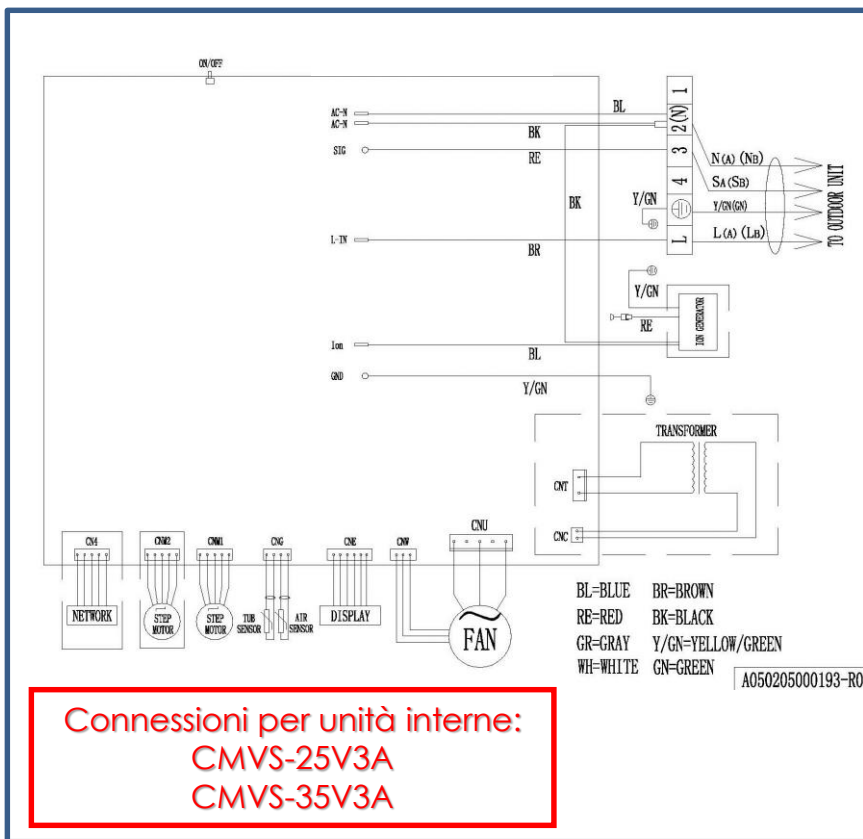 ON/OFF
AC-N
AC-N
SIG
L-IN
Ion
GND
BL
BK
RE
BK
BR
BL
Y/GN
1
2(N)
3
4
L
Y/GN
N(A) (NB)
SA(SB)
Y/GN(GN)
L(A) (LB)
TO OUTDOOR UNIT
Y/GN
RE
ION GENERATOR
TRANSFORMER
CNT
CNC
CN4
CNM2
CNM1
CNG
CNE
CNW
CNU
NETWORK
STEP MOTOR
STEP MOTOR
TUB SENSOR
AIR SENSOR
DISPLAY
FAN
BL=BLUE BR=BROWN
RE=RED BK=BLACK
GR=GRAY Y/GN=YELLOW/GREEN
WH=WHITE GN=GREEN
A050205000193-R0
Connessioni per unità interne:
CMVS-25V3A
CMVS-35V3A